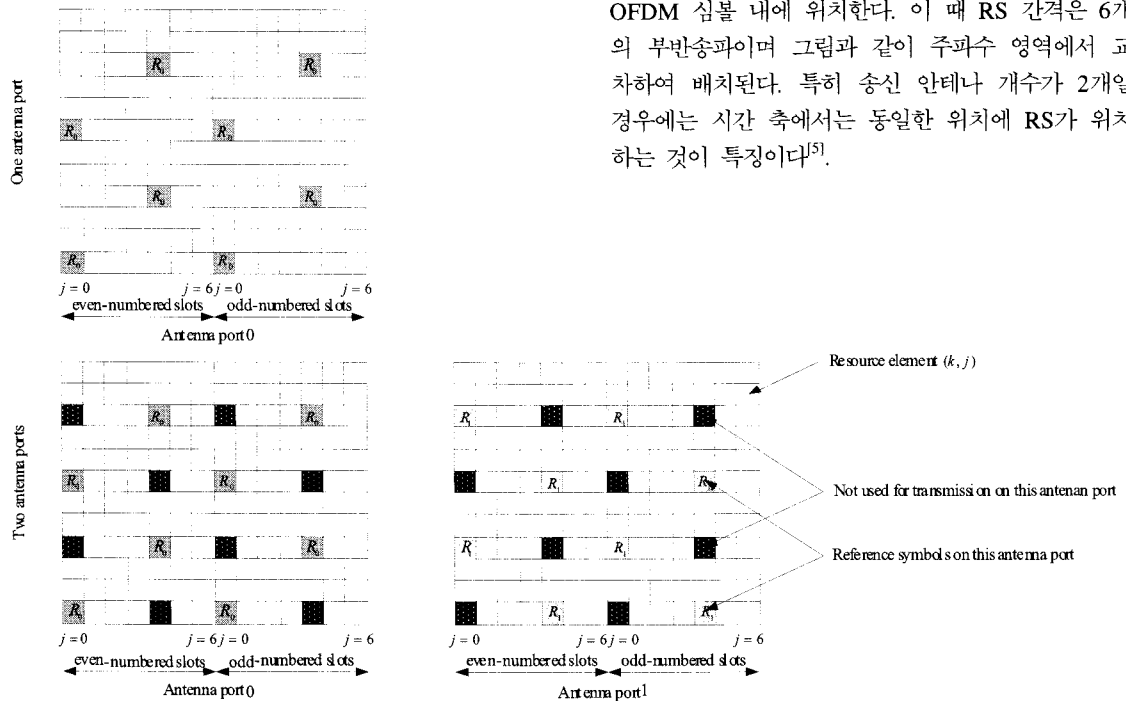 OFDM 심볼 내에 위치한다. 이 때 RS 간격은 6개
의 부반송파이며 그림과 같이 주파수 영역에서 교
차하여 배치된다. 특히 송신 안테나 개수가 2개일
경우에는 시간 축에서는 동일한 위치에 RS가 위치
하는 것이 특징이다[5].
One antenna port
R0 R0
R0 R0
R0 R0
R0 R0
j = 0 j = 6 j = 0 j = 6
even-numbered slots odd-numbered slots
Antenna port 0
Two antenna ports
R0 R0
R0 R0
R0 R0
R0 R0
j = 0 j = 6 j = 0 j = 6
even-numbered slots odd-numbered slots
Antenna port 0
R1 R1
R1 R1
R1 R1
R1 R1
j = 0 j = 6 j = 0 j = 6
even-numbered slots odd-numbered slots
Antenna port 1
Resource element (k, j)
Not used for transmission on this antenan port
Reference symbols on this antenna port